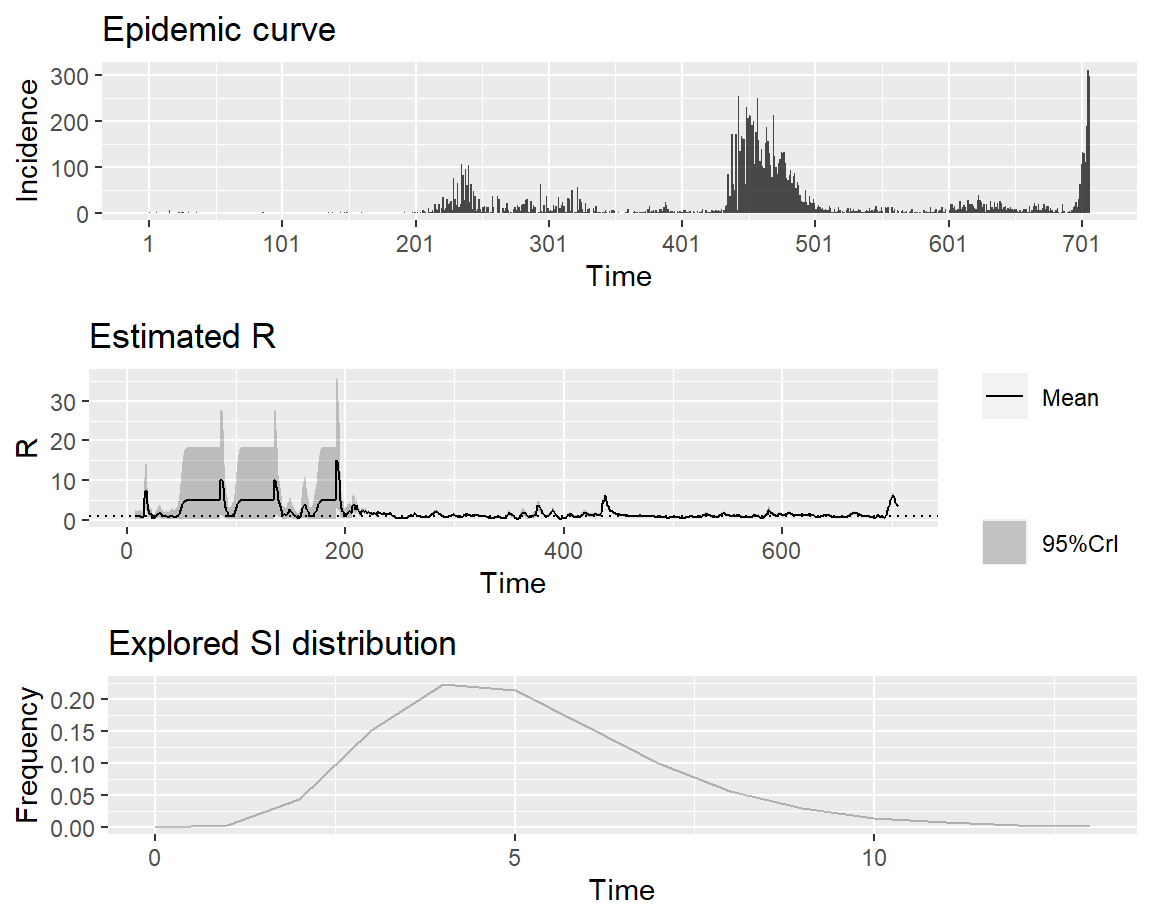 Epidemic curve
300
200
100
0
Incidence
1 101 201 301 401 501 601 701
Time
Estimated R
30
20
10
0
R
0 200 400 600
Time
Mean
95%CrI
Explored SI distribution
0.20
0.15
0.10
0.05
0.00
Frequency
0 5 10
Time